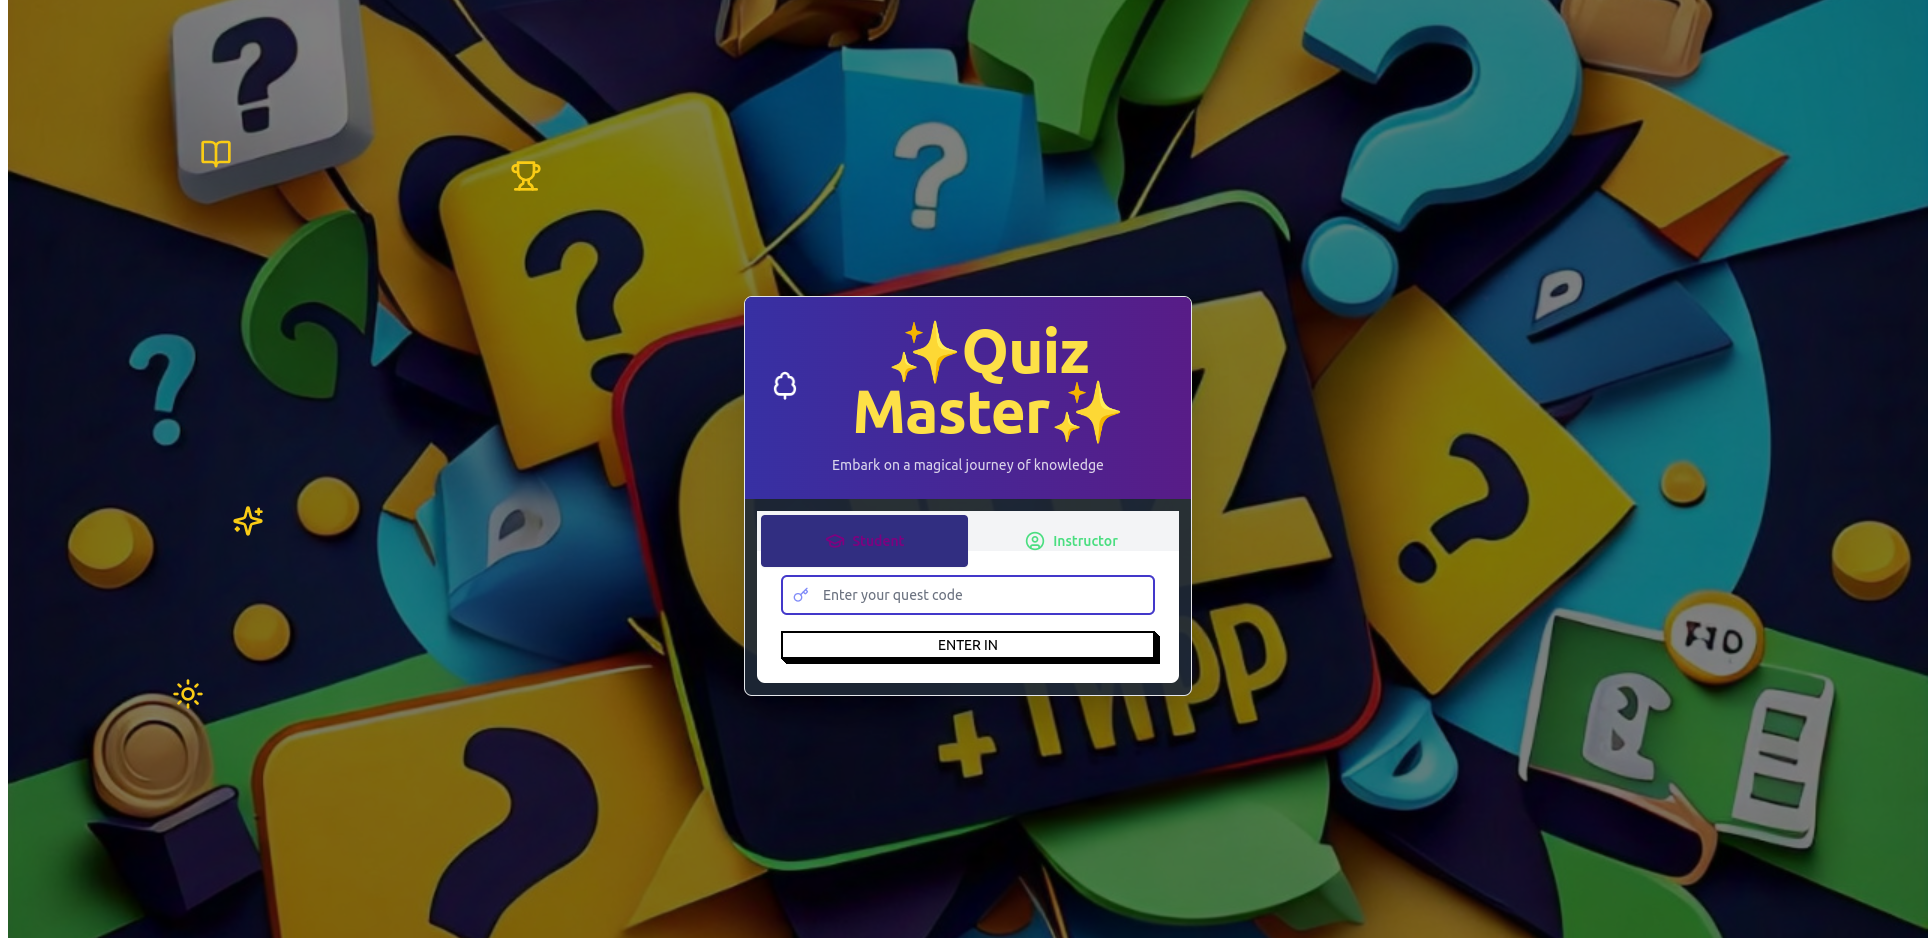 ✨Quiz
Master✨
Embark on a magical journey of knowledge
Student
Instructor
Enter your quest code
ENTER IN